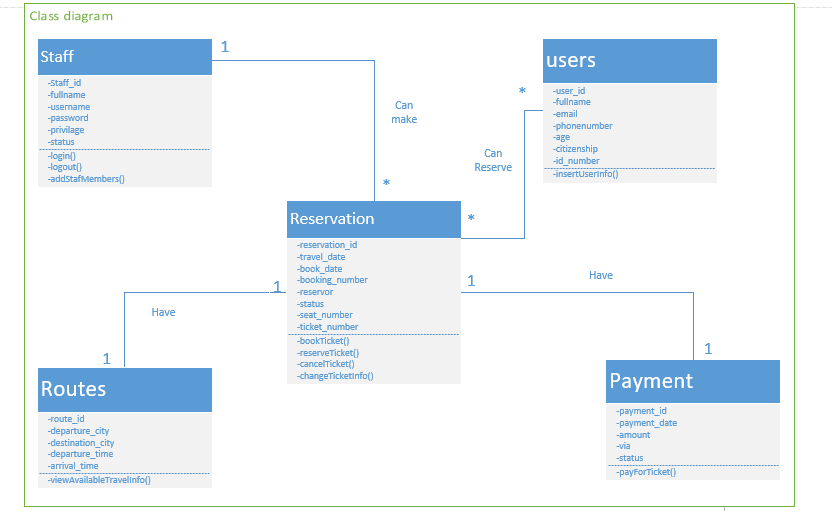 Class diagram
Staff
-Staff_id
-fullname
-username
-password
-privilage
-status
-login()
-logout()
-addStafMembers()
1
Can
make
*
users
-user_id
-fullname
-email
-phonenumber
-age
-citizenship
-id_number
-insertUserInfo()
*
Can
Reserve
*
Reservation
-reservation_id
-travel_date
-book_date
-booking_number
-reservor
-status
-seat_number
-ticket_number
-bookTicket()
-reserveTicket()
-cancelTicket()
-changeTicketInfo()
1
Have
1
1
Have
1
Routes
-route_id
-departure_city
-destination_city
-departure_time
-arrival_time
-viewAvailableTravelInfo()
Payment
-payment_id
-payment_date
-amount
-via
-status
-payForTicket()